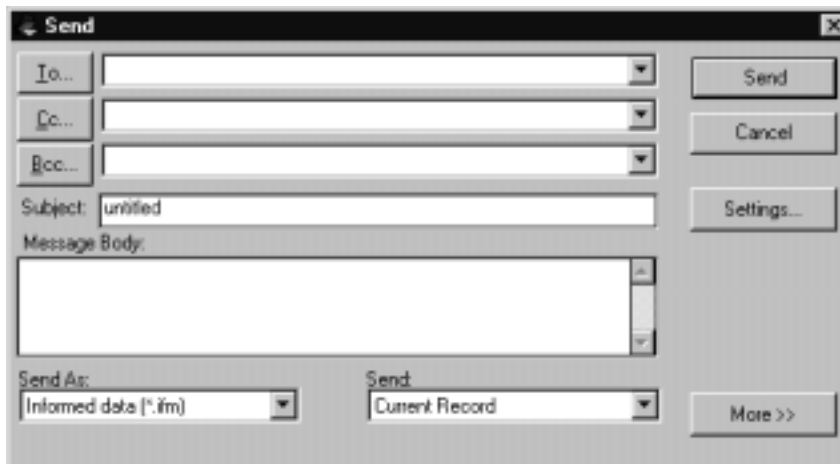 Send
To...
Send
Cc...
Cancel
Bcc...
Subject: untitled
Settings...
Message Body:
Send As:
Send:
Informed data (*.ifm)
Current Record
More >>